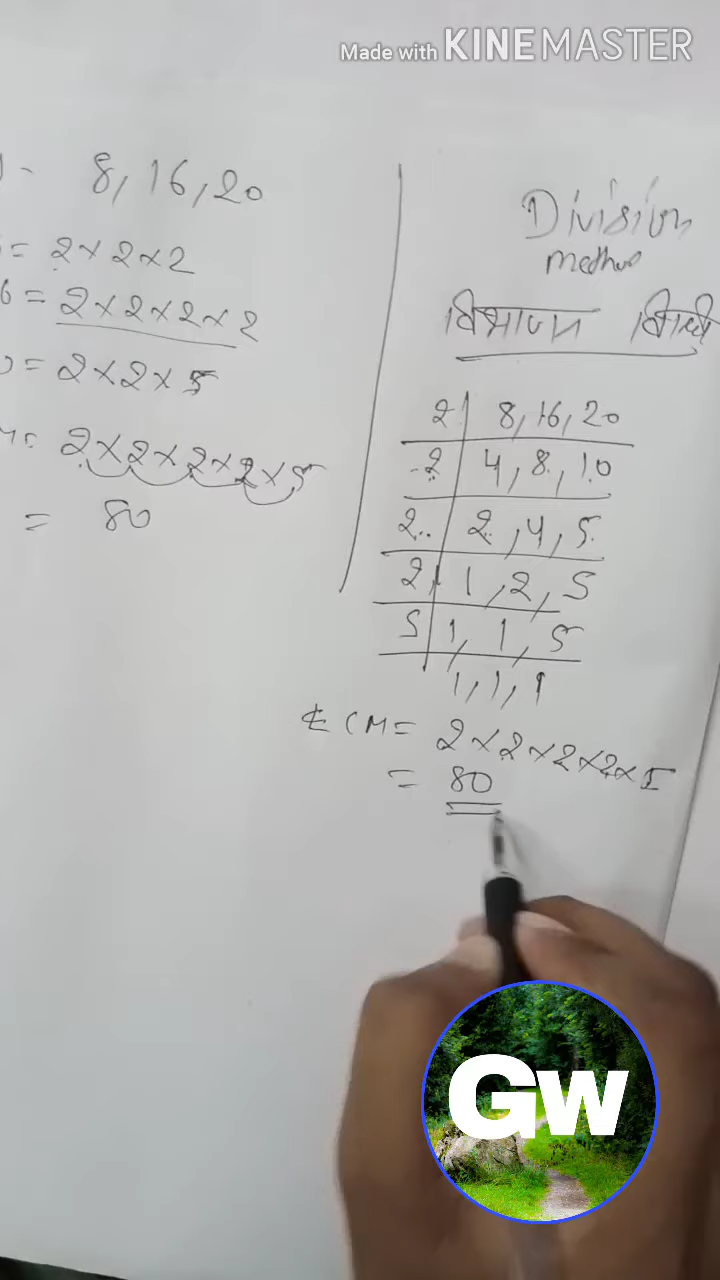 Made with KINEMASTER
8, 16, 20
= 2 × 2 × 2
6 = 2 × 2 × 2 × 2
= 2 × 2 × 5
= 2 × 2 × 2 × 2 × 5
= 80
Division
method
विभाजन विधि
2 8, 16, 20
2 4, 8, 10
2 2, 4, 5
2 1, 2, 5
5 1, 1, 5
1, 1, 1
LCM = 2 × 2 × 2 × 2 × 5
= 80
GW